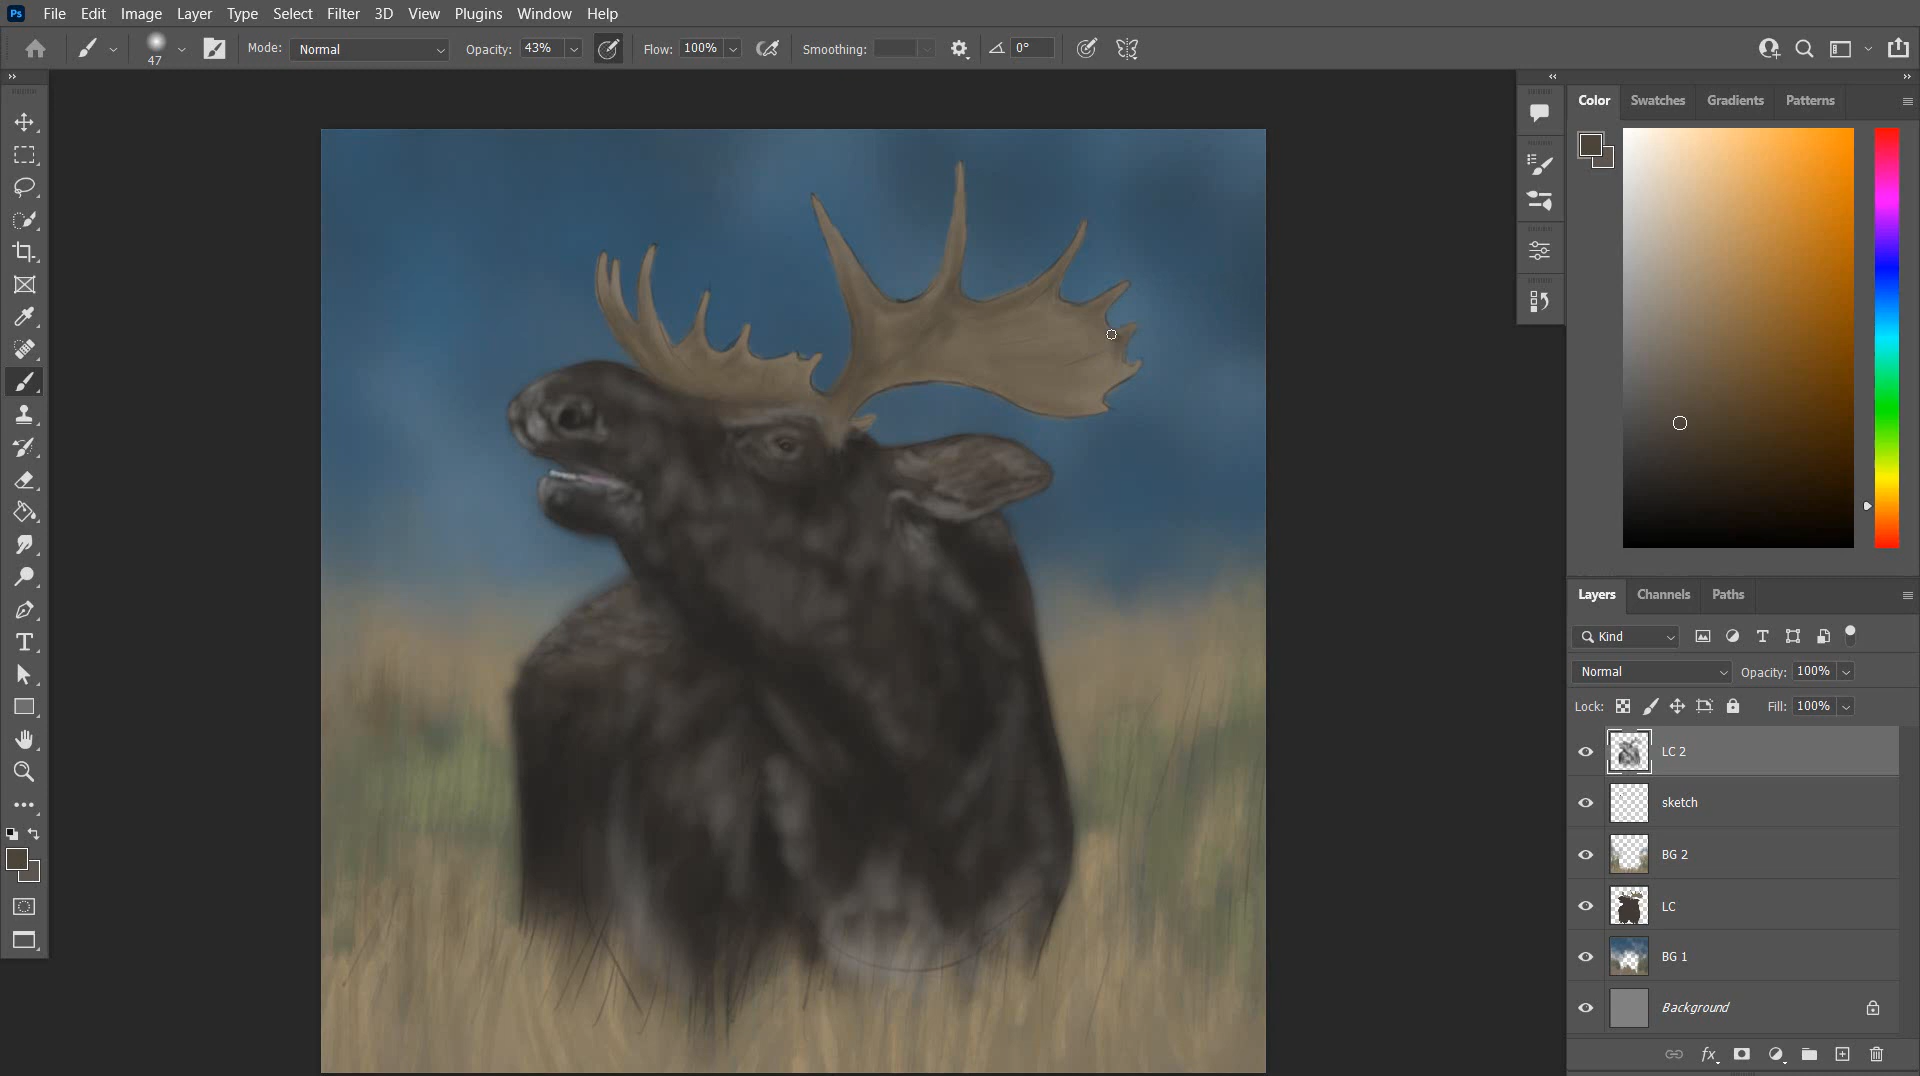 Ps File Edit Image Layer Type Select Filter 3D View Plugins Window Help
47 Mode: Normal Opacity: 43% Flow: 100% Smoothing: 0°
Color Swatches Gradients Patterns
Layers Channels Paths
Kind
Normal Opacity: 100%
Lock: Fill: 100%
LC 2
sketch
BG 2
LC
BG 1
Background
fx